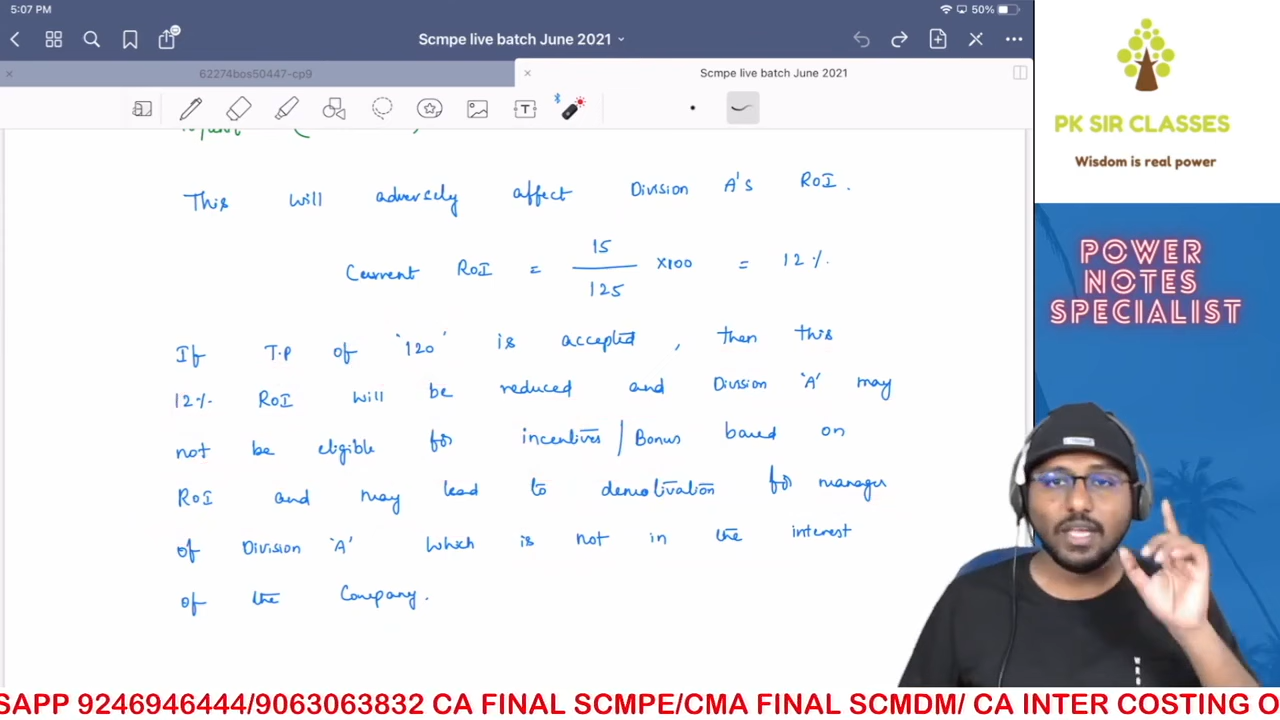 5:07 PM
50%
Scmpe live batch June 2021
62274bos50447-cp9
Scmpe live batch June 2021
This will adversely affect Division A's RoI.
Current RoI = 15 / 125 ×100 = 12%
If T.P of '120' is accepted, then this
12% RoI will be reduced and Division 'A' may
not be eligible for incentives / Bonus based on
RoI and may lead to demotivation for manager
of Division 'A' which is not in the interest
of the Company.
PK SIR CLASSES
Wisdom is real power
POWER
NOTES
SPECIALIST
SAPP 9246946444/9063063832 CA FINAL SCMPE/CMA FINAL SCMDM/ CA INTER COSTING O